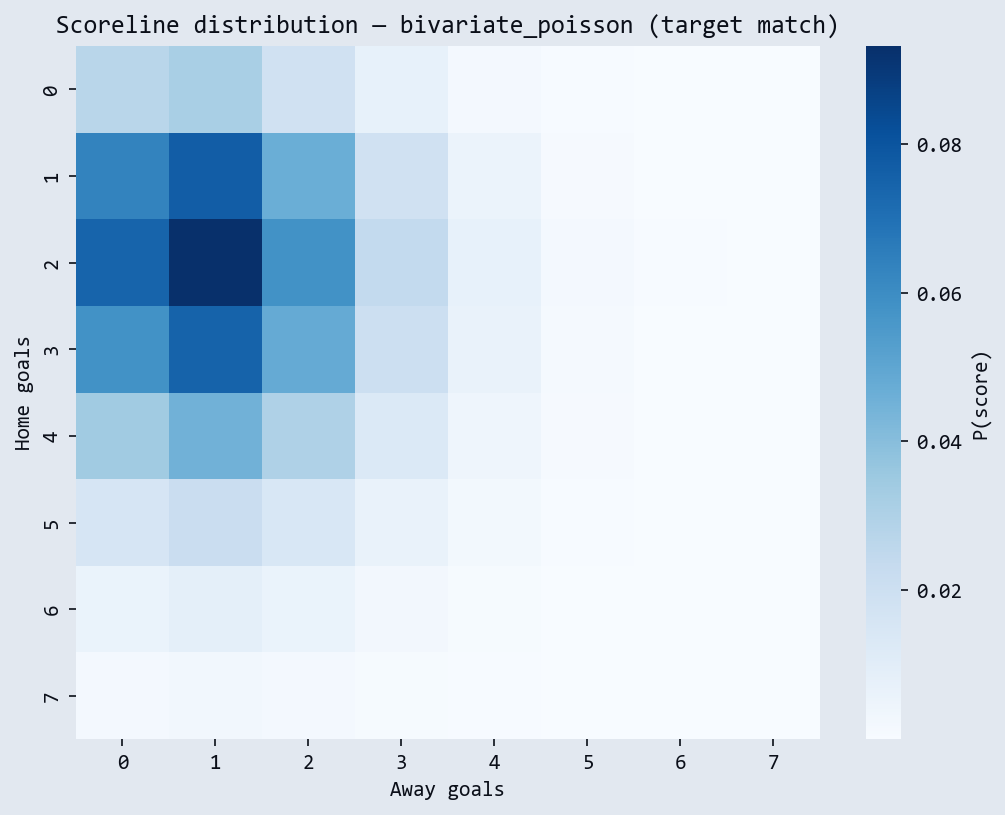 Scoreline distribution — bivariate_poisson (target match)
Home goals
0
1
2
3
4
5
6
7
0 1 2 3 4 5 6 7
Away goals
0.08
0.06
0.04
0.02
P(score)